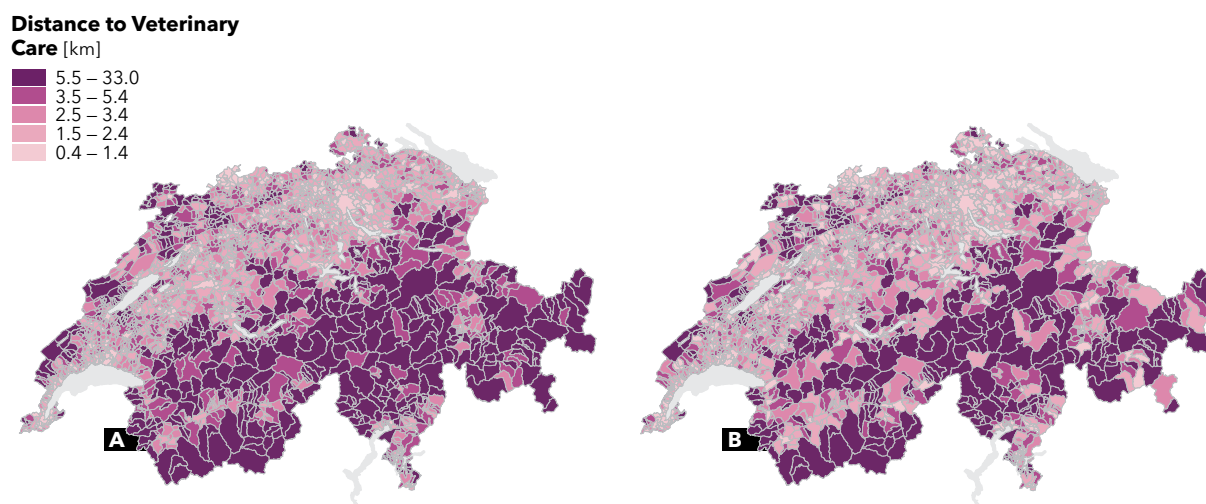 Distance to Veterinary
Care [km]
5.5 – 33.0
3.5 – 5.4
2.5 – 3.4
1.5 – 2.4
0.4 – 1.4
A
B